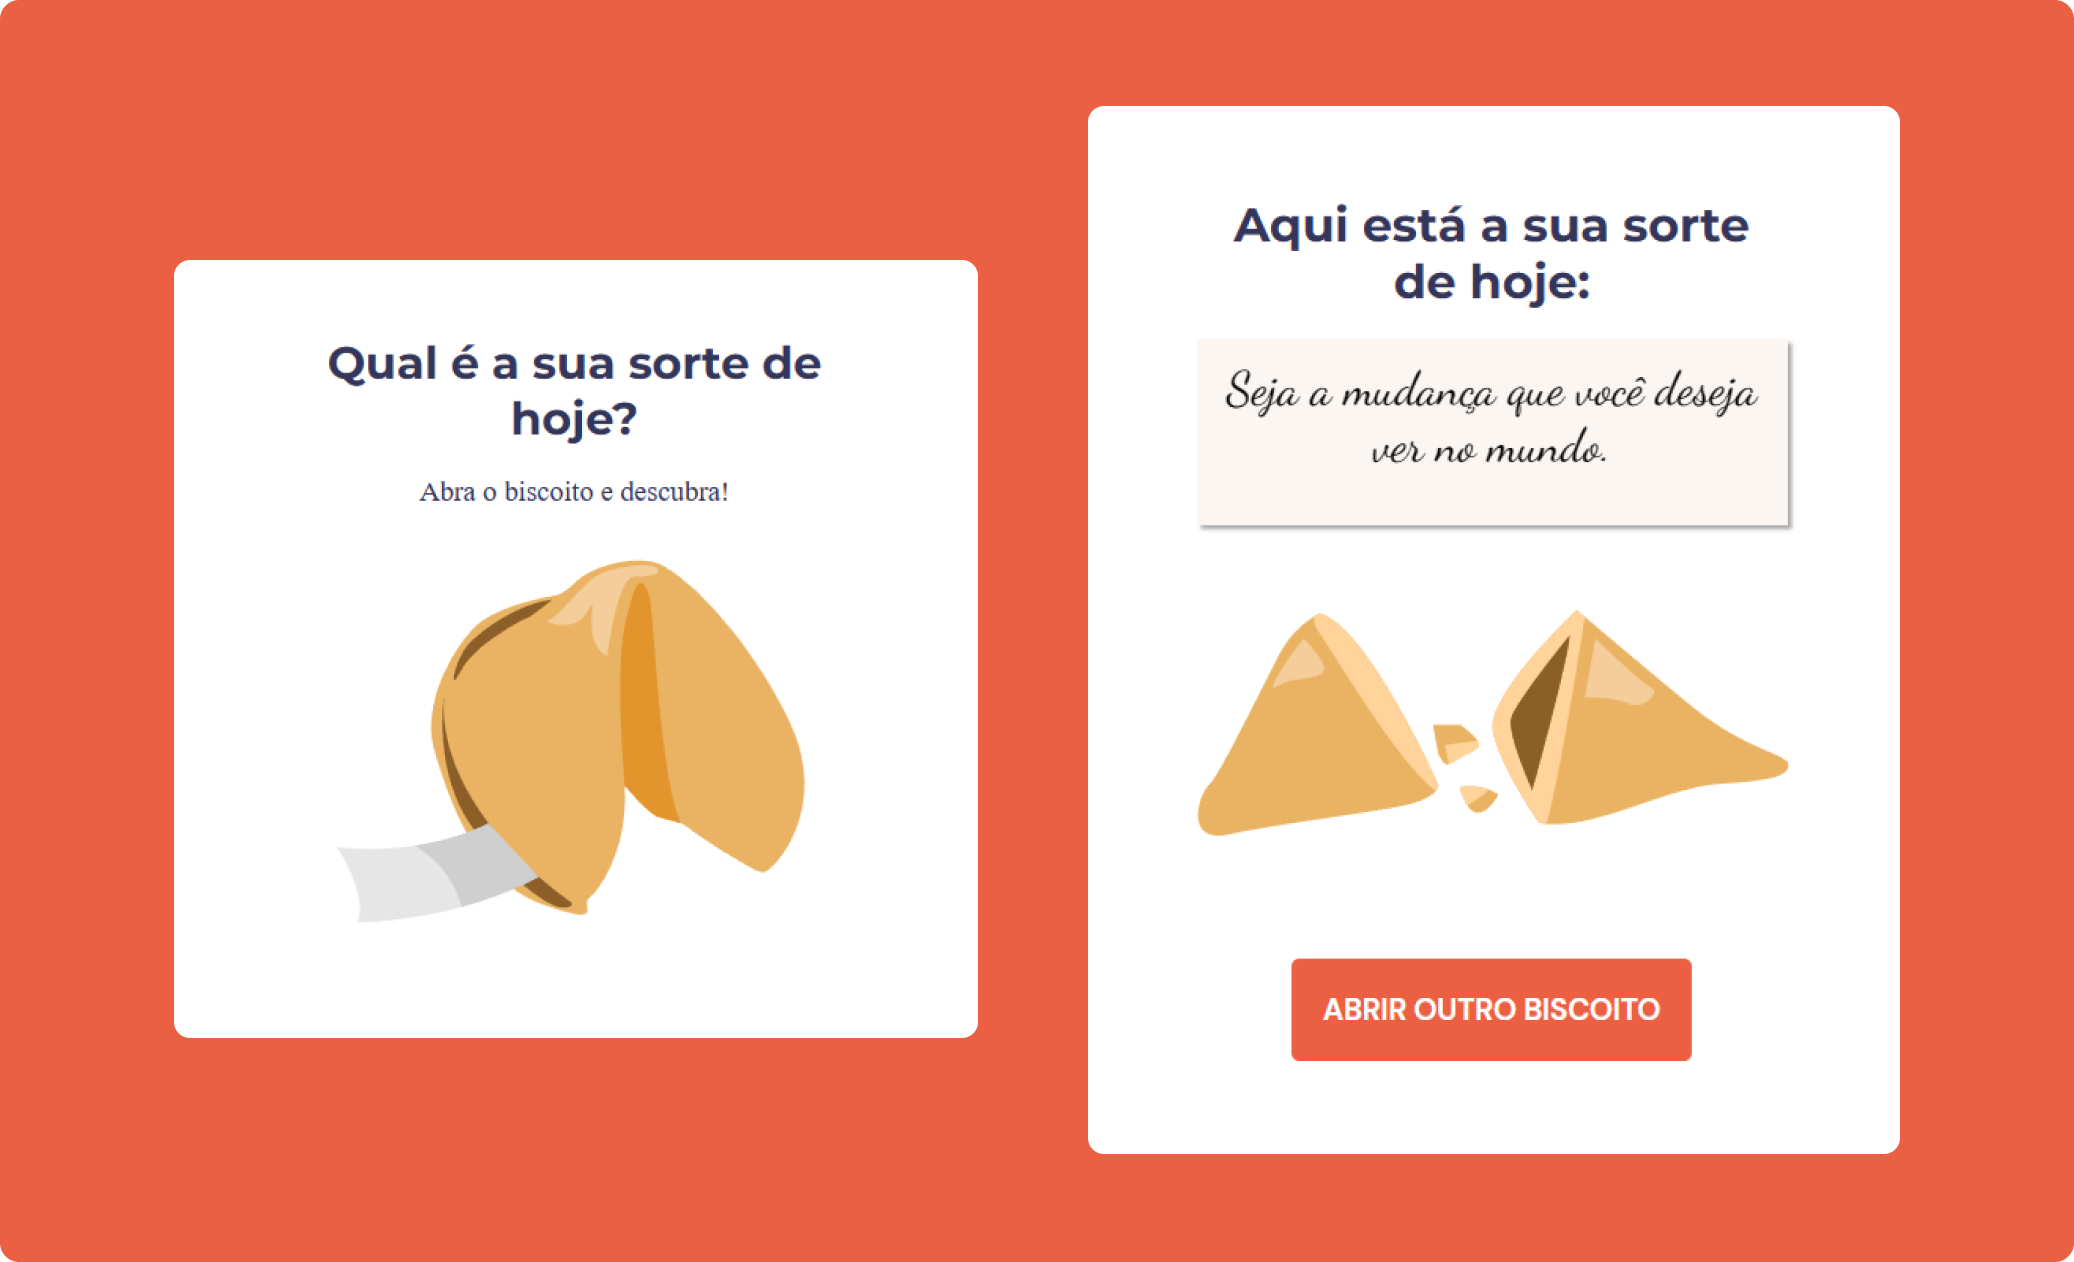 Qual é a sua sorte de
hoje?
Abra o biscoito e descubra!
Aqui está a sua sorte
de hoje:
Seja a mudança que você deseja
ver no mundo.
ABRIR OUTRO BISCOITO